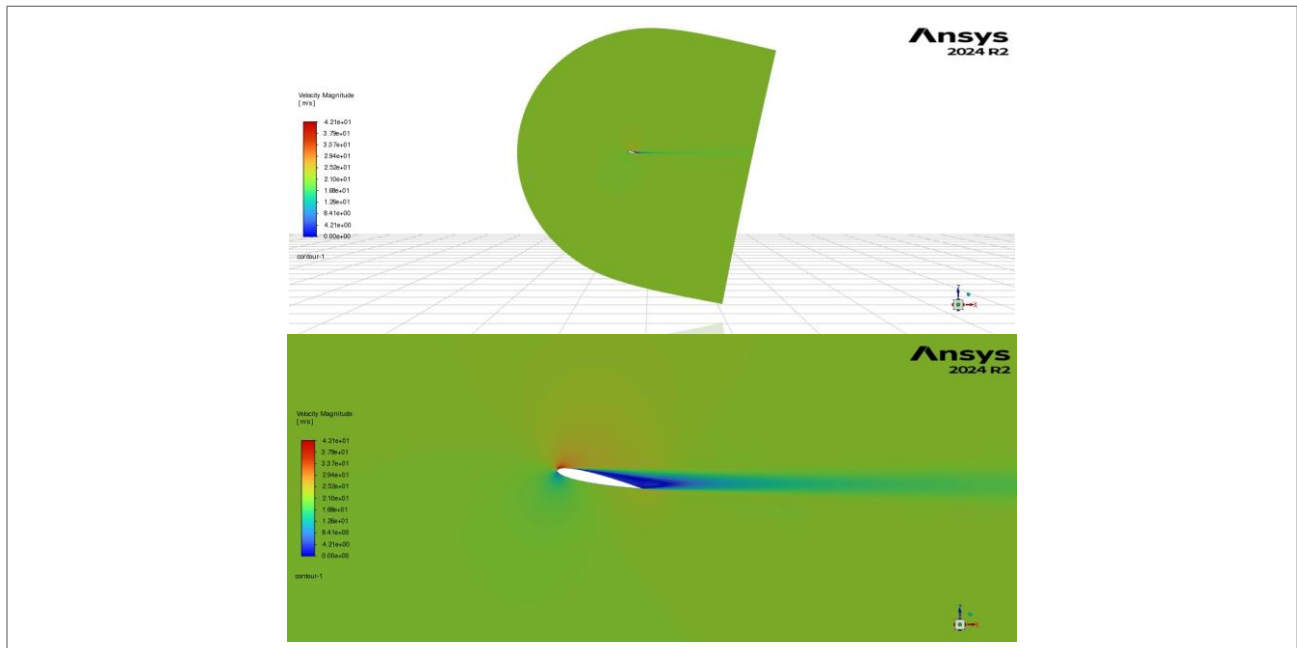 Ansys
2024 R2
Velocity Magnitude
[ m/s ]
4.21e+01
3.79e+01
3.37e+01
2.94e+01
2.52e+01
2.10e+01
1.68e+01
1.26e+01
8.41e+00
4.21e+00
0.00e+00
contour-1
Z
X
Ansys
2024 R2
Velocity Magnitude
[ m/s ]
4.21e+01
3.79e+01
3.37e+01
2.94e+01
2.52e+01
2.10e+01
1.68e+01
1.26e+01
8.41e+00
4.21e+00
0.00e+00
contour-1
Z
X